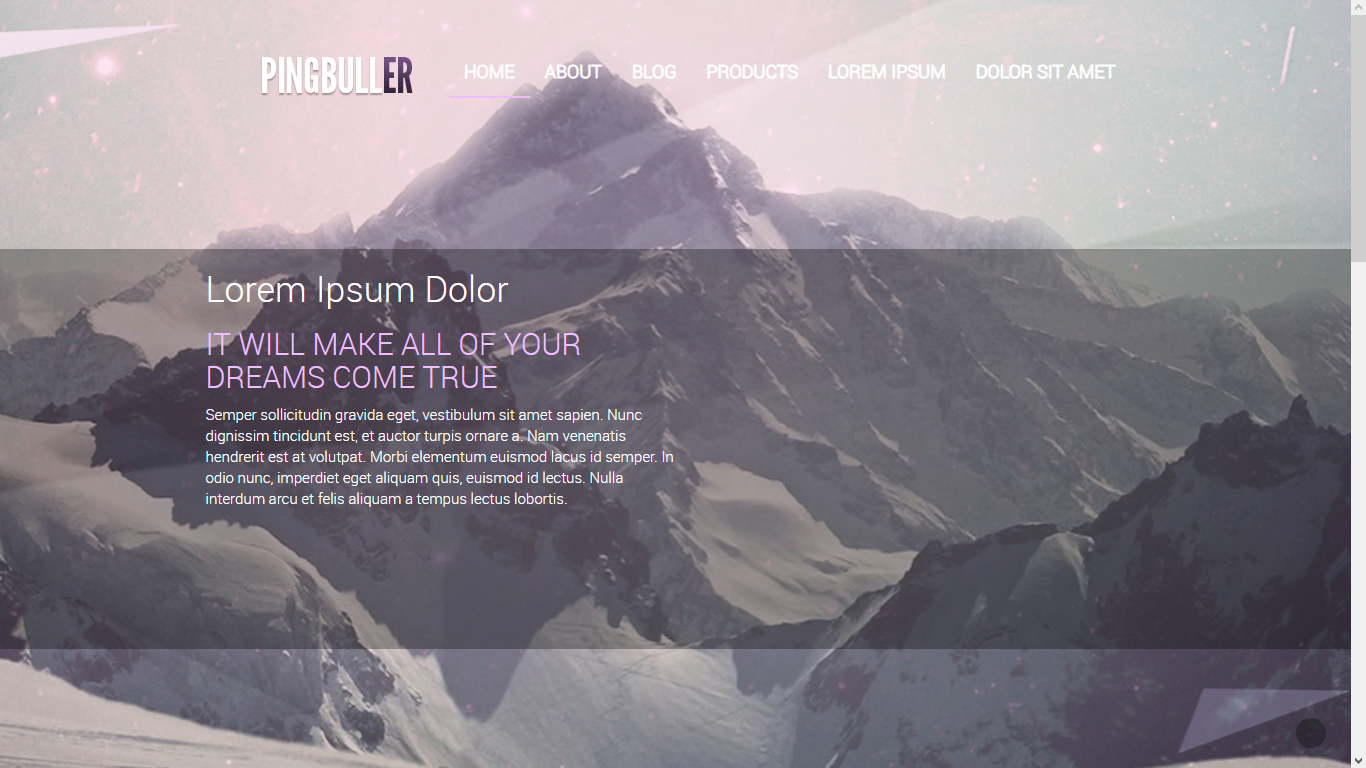 PINGBULLER
HOME ABOUT BLOG PRODUCTS LOREM IPSUM DOLOR SIT AMET
Lorem Ipsum Dolor
IT WILL MAKE ALL OF YOUR
DREAMS COME TRUE
Semper sollicitudin gravida eget, vestibulum sit amet sapien. Nunc
dignissim tincidunt est, et auctor turpis ornare a. Nam venenatis
hendrerit est at volutpat. Morbi elementum euismod lacus id semper. In
odio nunc, imperdiet eget aliquam quis, euismod id lectus. Nulla
interdum arcu et felis aliquam a tempus lectus lobortis.